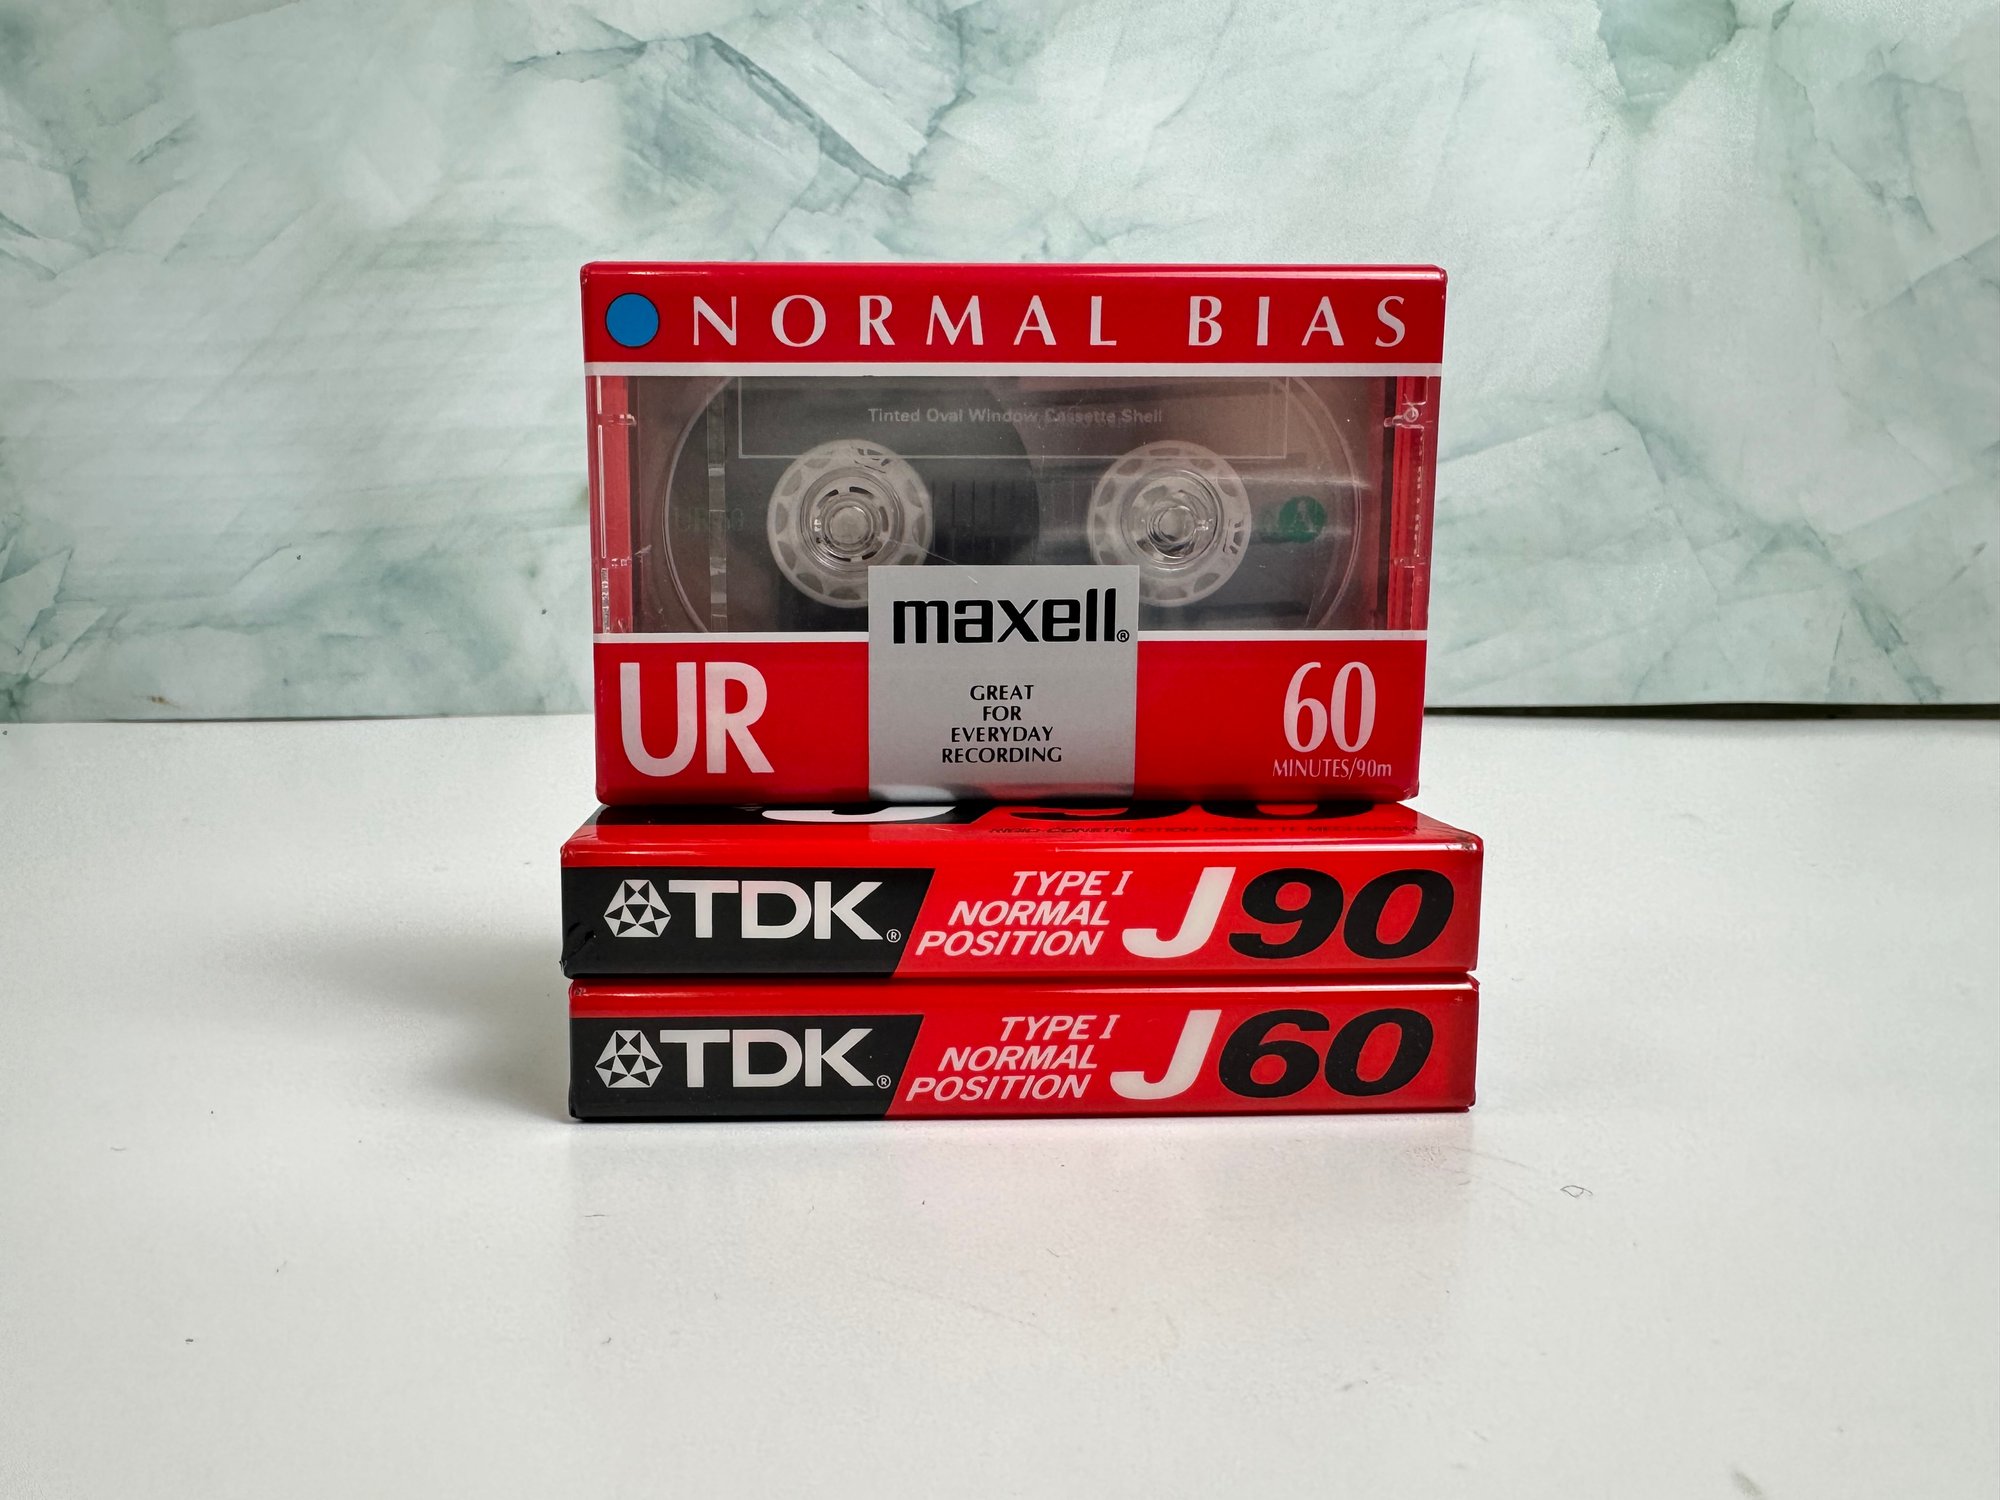 NORMAL BIAS
Tinted Oval Window Cassette Shell
maxell®
GREAT
FOR
EVERYDAY
RECORDING
UR
60
MINUTES/90m
TDK®
TYPE I
NORMAL
POSITION
J90
TDK®
TYPE I
NORMAL
POSITION
J60